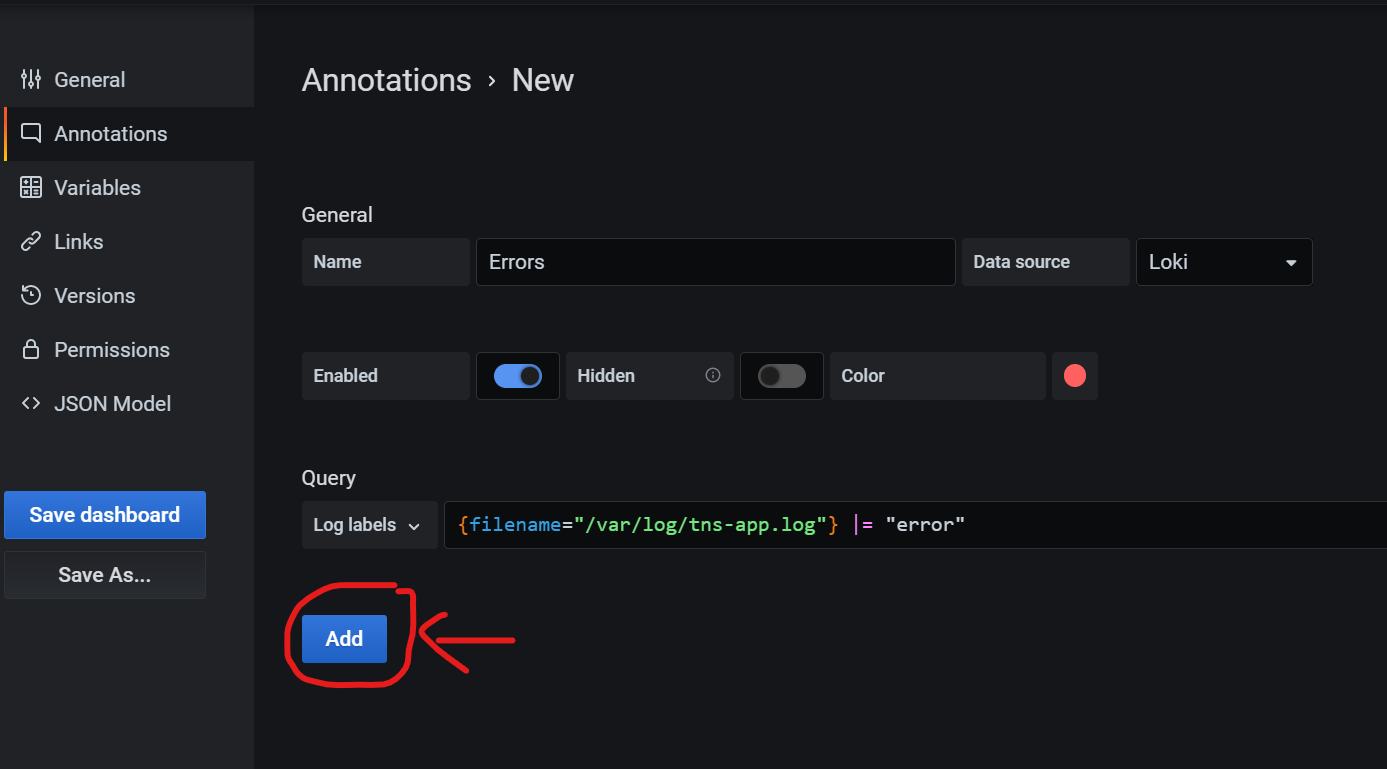 General
Annotations
Variables
Links
Versions
Permissions
JSON Model
Save dashboard
Save As...
Annotations › New
General
Name Errors Data source Loki
Enabled Hidden Color
Query
Log labels {filename="/var/log/tns-app.log"} |= "error"
Add